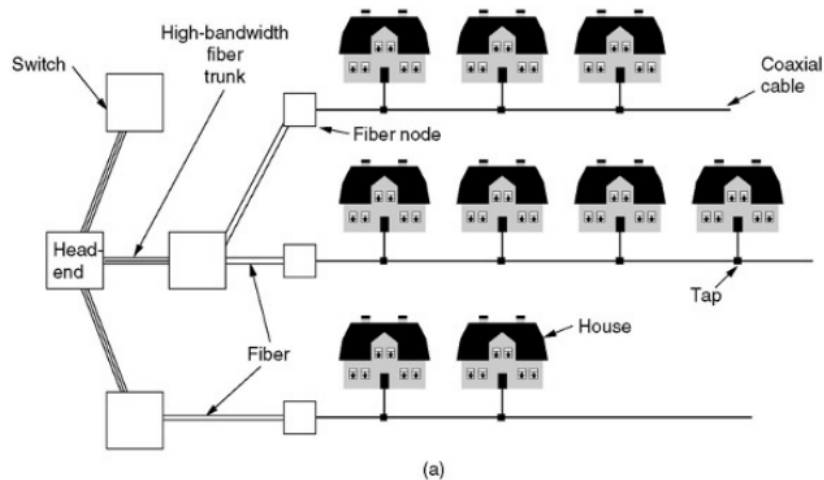 High-bandwidth
fiber
trunk
Switch
Coaxial
cable
Fiber node
Head-
end
Tap
House
Fiber
(a)